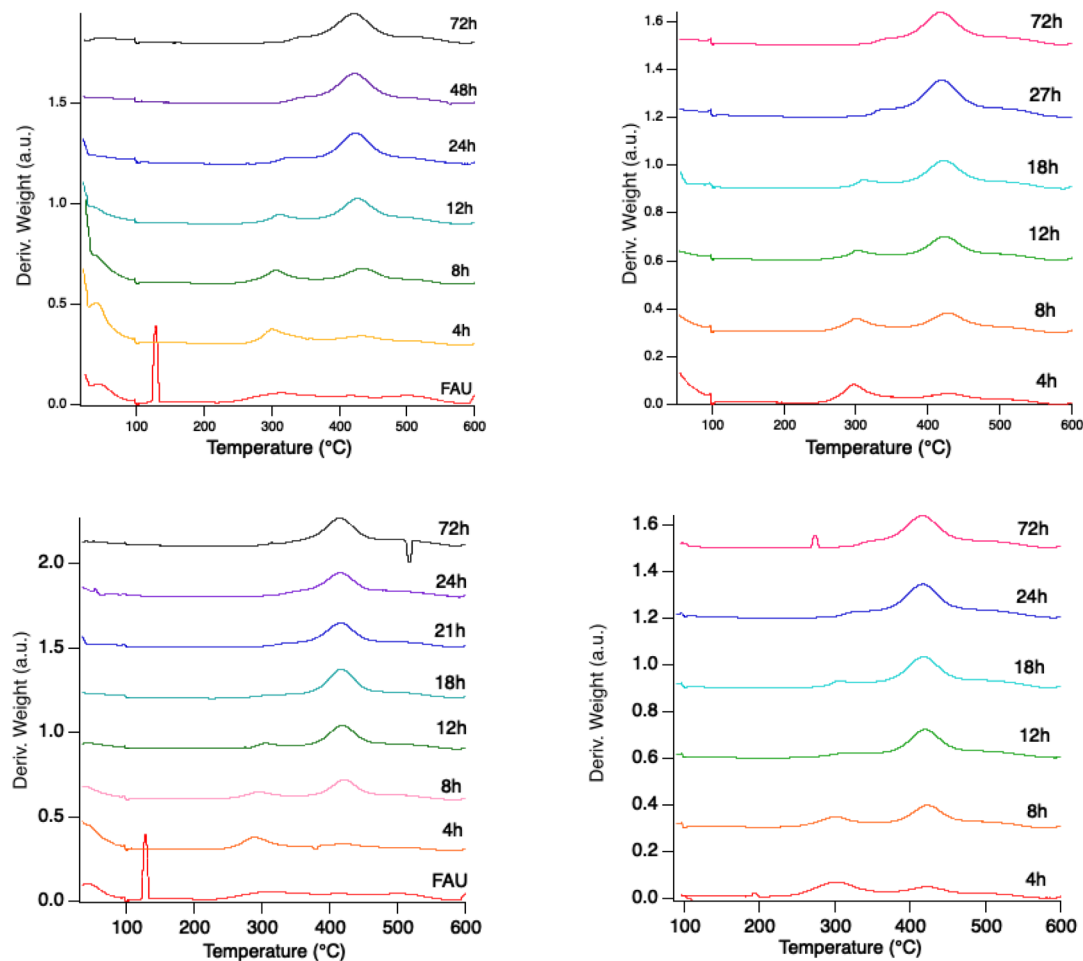 72h
48h
24h
12h
8h
4h
FAU
1.5
1.0
0.5
0.0
100
200
300
400
500
600
Deriv. Weight (a.u.)
Temperature (°C)
72h
27h
18h
12h
8h
4h
1.6
1.4
1.2
1.0
0.8
0.6
0.4
0.2
0.0
100
200
300
400
500
600
Deriv. Weight (a.u.)
Temperature (°C)
72h
24h
21h
18h
12h
8h
4h
FAU
2.0
1.5
1.0
0.5
0.0
100
200
300
400
500
600
Deriv. Weight (a.u.)
Temperature (°C)
72h
24h
18h
12h
8h
4h
1.6
1.4
1.2
1.0
0.8
0.6
0.4
0.2
0.0
100
200
300
400
500
600
Deriv. Weight (a.u.)
Temperature (°C)